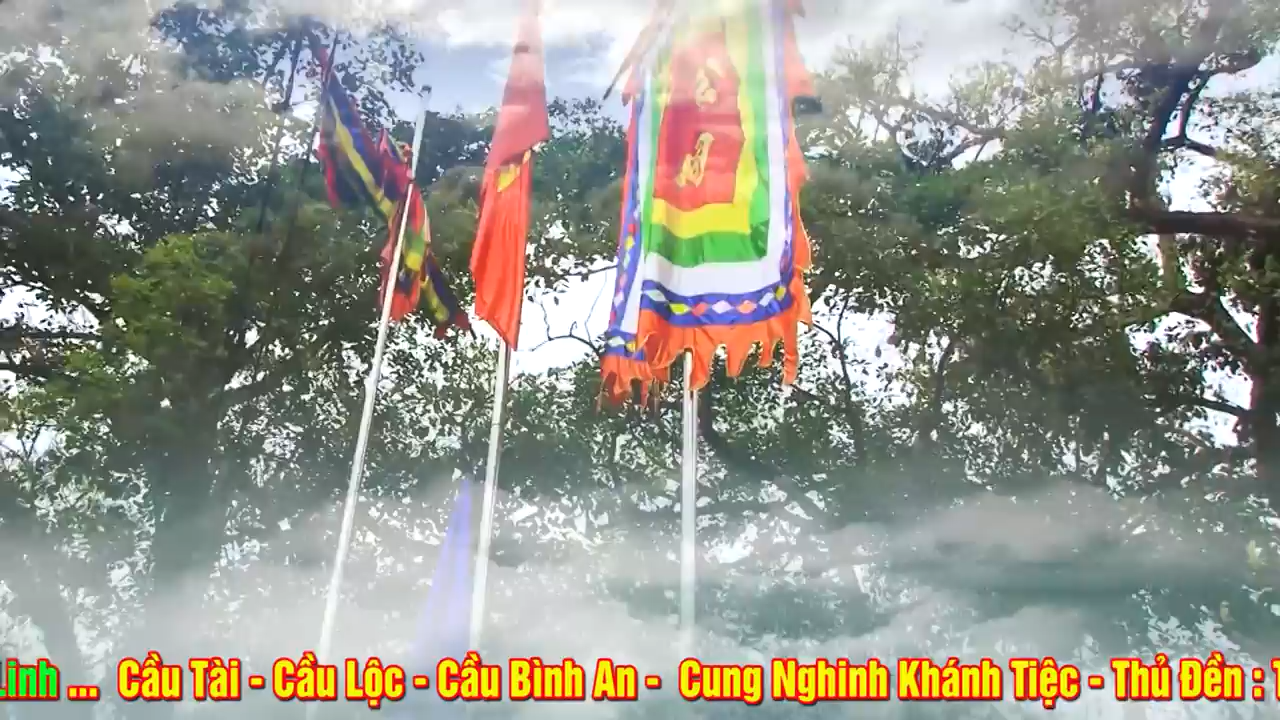 Linh ... Cầu Tài - Cầu Lộc - Cầu Bình An - Cung Nghinh Khánh Tiệc - Thủ Đền :